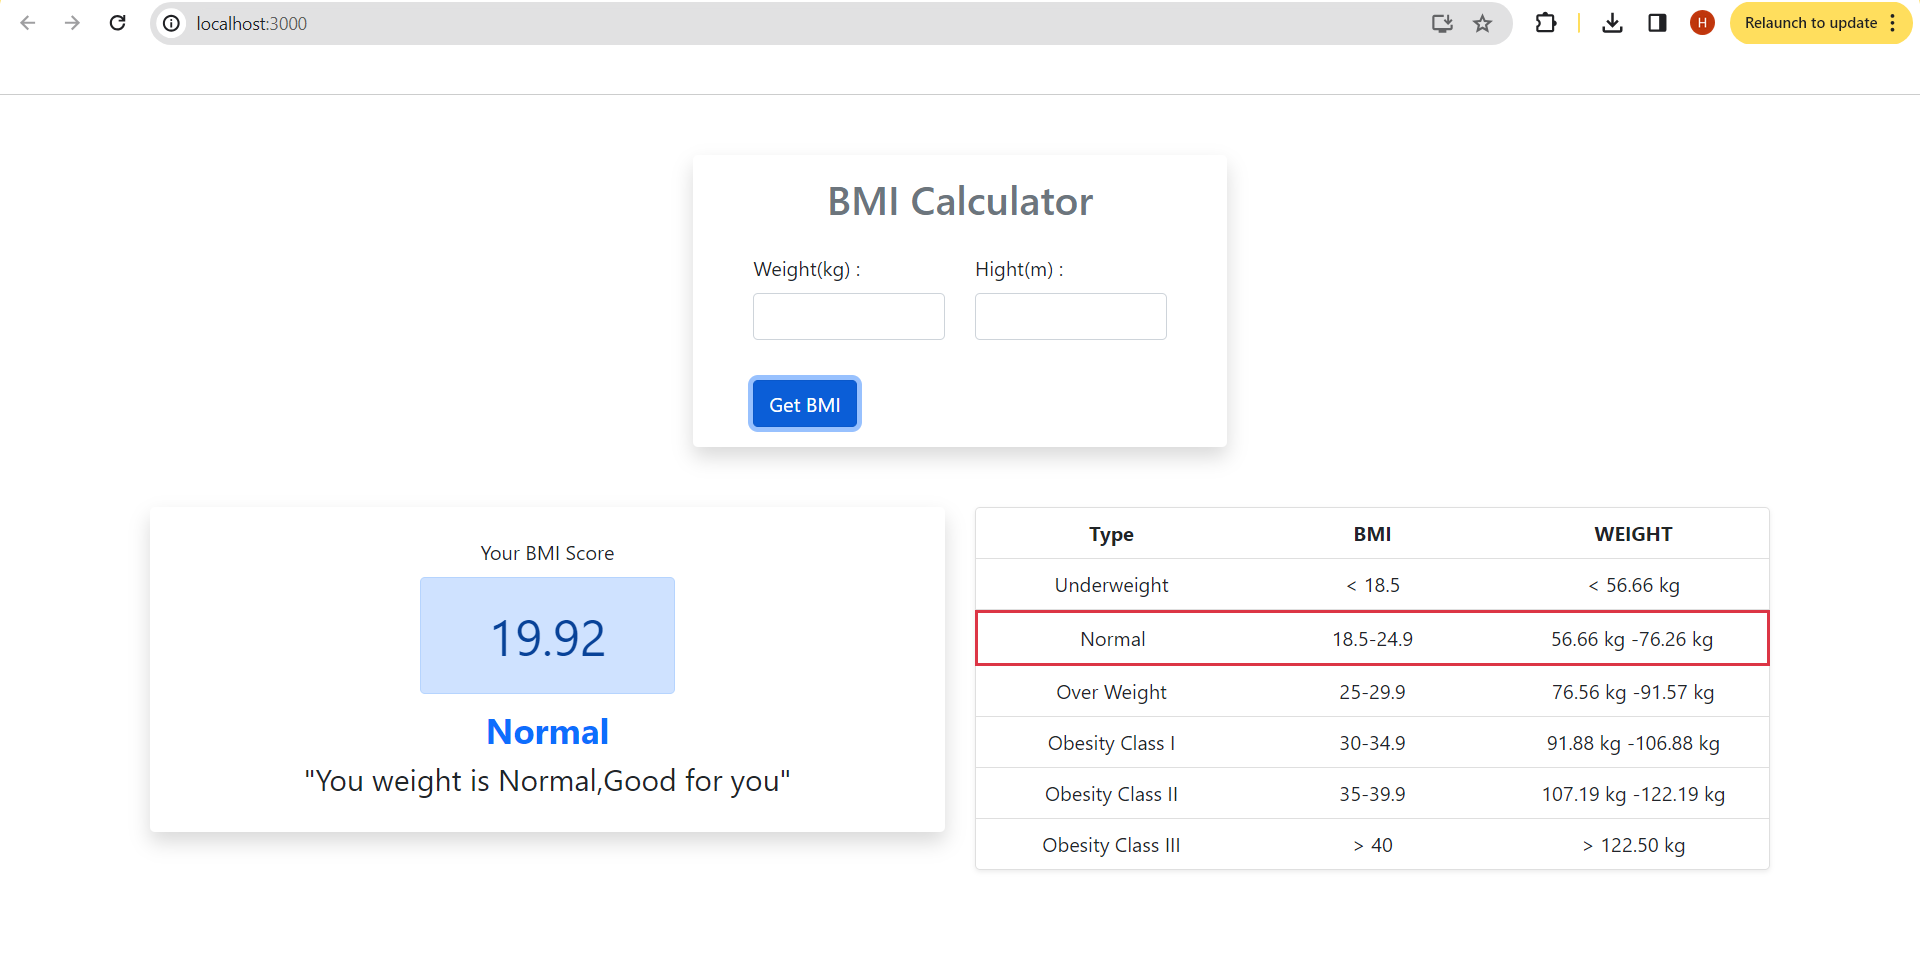 localhost:3000
H
Relaunch to update
BMI Calculator
Weight(kg) :
Hight(m) :
Get BMI
Your BMI Score
19.92
Normal
"You weight is Normal,Good for you"
Type BMI WEIGHT
Underweight < 18.5 < 56.66 kg
Normal 18.5-24.9 56.66 kg -76.26 kg
Over Weight 25-29.9 76.56 kg -91.57 kg
Obesity Class I 30-34.9 91.88 kg -106.88 kg
Obesity Class II 35-39.9 107.19 kg -122.19 kg
Obesity Class III > 40 > 122.50 kg